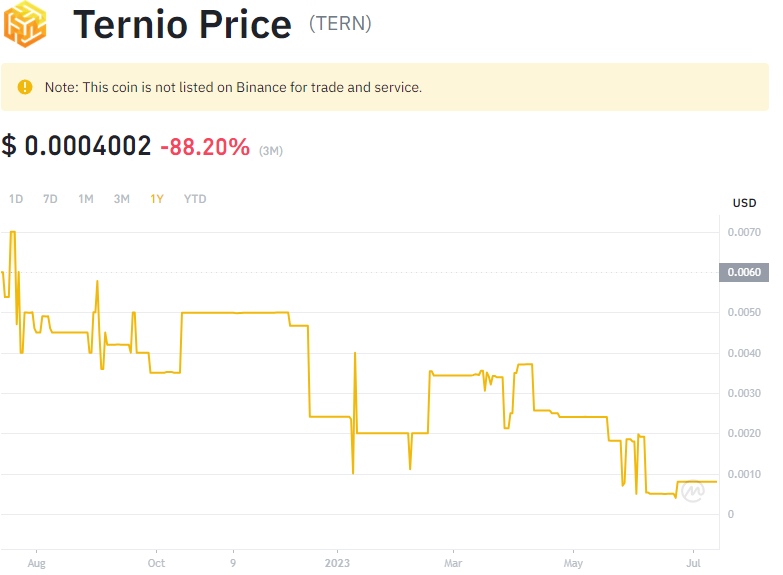 Ternio Price (TERN)
Note: This coin is not listed on Binance for trade and service.
$ 0.0004002 -88.20% (3M)
1D 7D 1M 3M 1Y YTD
USD
0.0070
0.0060
0.0050
0.0040
0.0030
0.0020
0.0010
0
Aug Oct 9 2023 Mar May Jul